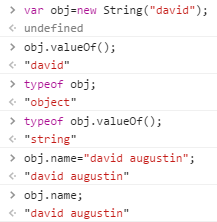 > var obj=new String("david");
< undefined
> obj.valueOf();
< "david"
> typeof obj;
< "object"
> typeof obj.valueOf();
< "string"
> obj.name="david augustin";
< "david augustin"
> obj.name;
< "david augustin"